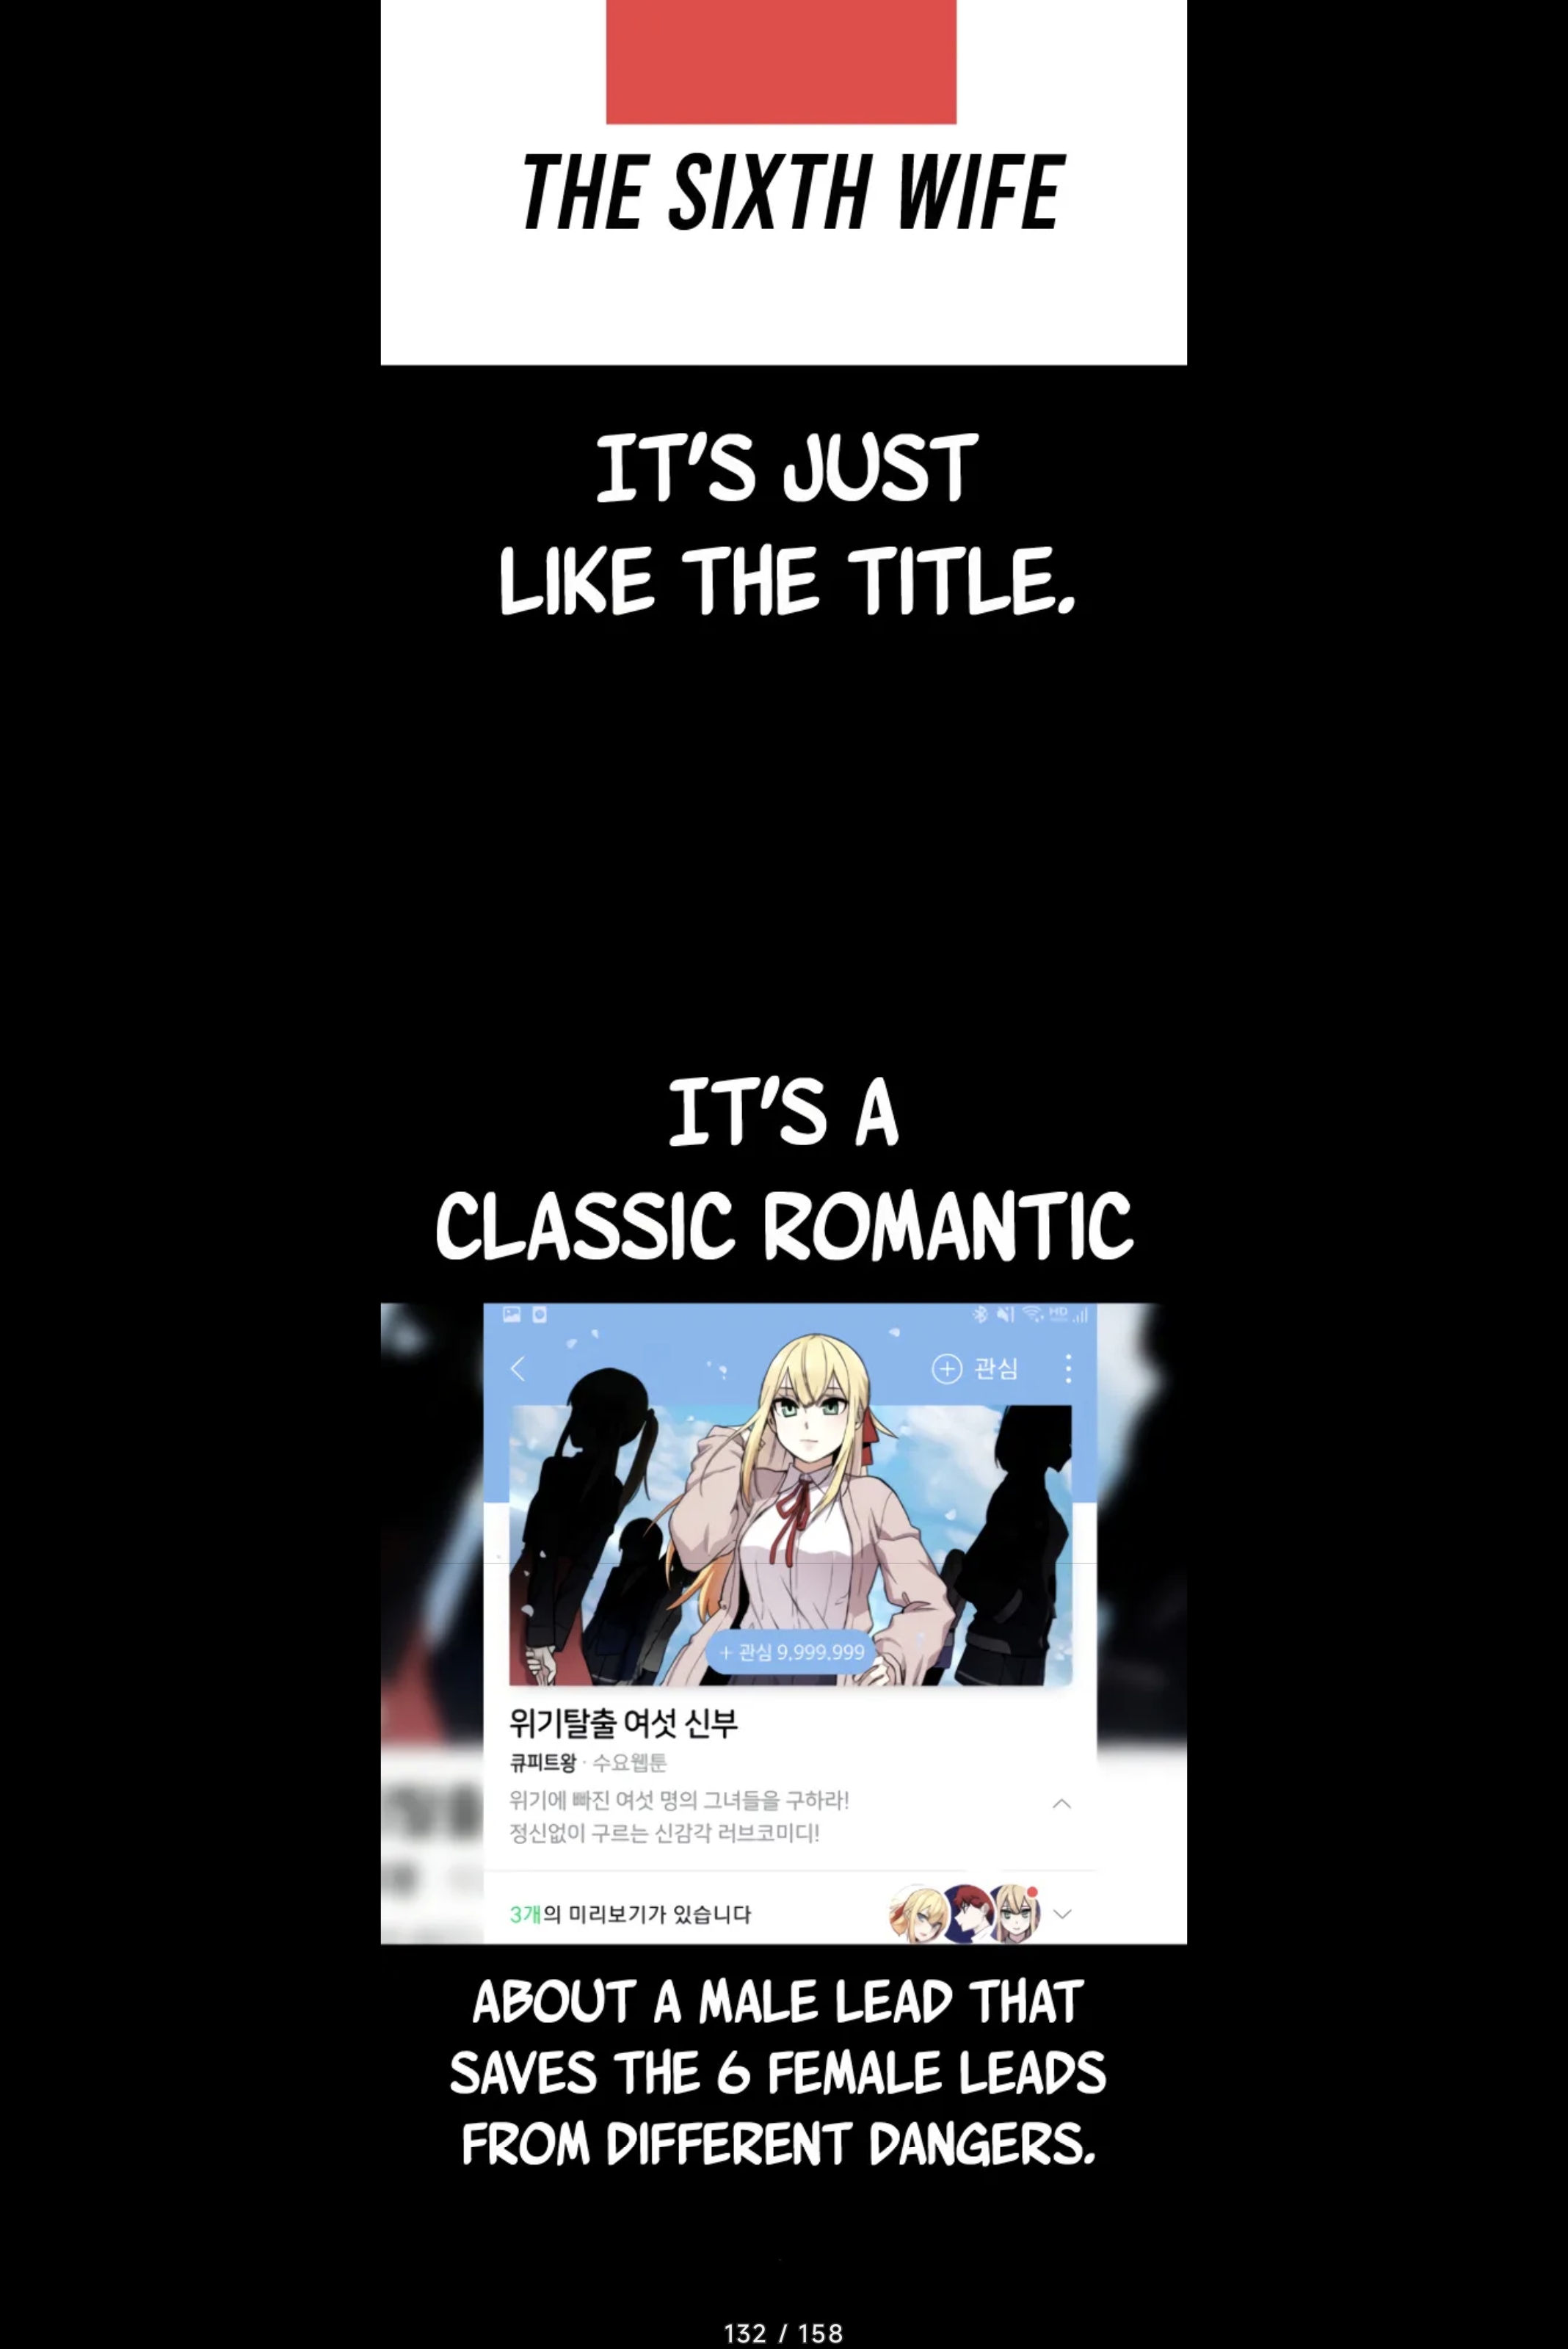 THE SIXTH WIFE
IT'S JUST
LIKE THE TITLE.
IT'S A
CLASSIC ROMANTIC
HD
관심
+ 관심 9,999,999
위기탈출 여섯 신부
큐피트왕 · 수요웹툰
위기에 빠진 여섯 명의 그녀들을 구하라!
정신없이 구르는 신감각 러브코미디!
3개의 미리보기가 있습니다
ABOUT A MALE LEAD THAT
SAVES THE 6 FEMALE LEADS
FROM DIFFERENT DANGERS.
132 / 158